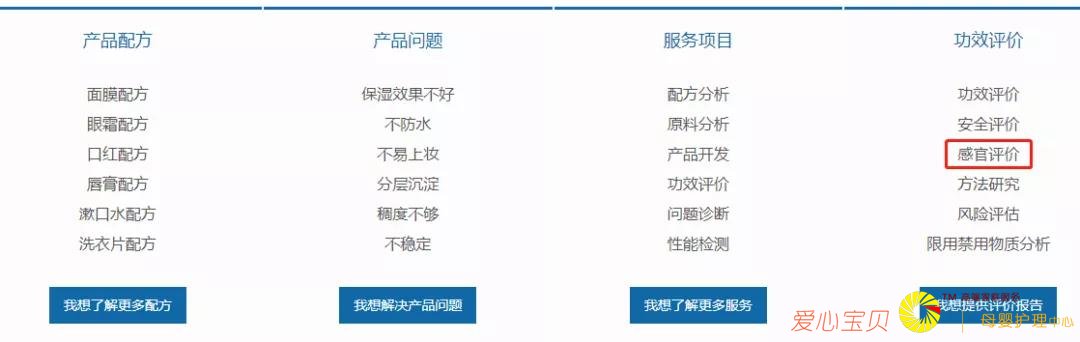 产品配方
面膜配方
眼霜配方
口红配方
唇膏配方
漱口水配方
洗衣片配方
我想了解更多配方
产品问题
保湿效果不好
不防水
不易上妆
分层沉淀
稠度不够
不稳定
我想解决产品问题
服务项目
配方分析
原料分析
产品开发
功效评价
问题诊断
性能检测
我想了解更多服务
功效评价
功效评价
安全评价
感官评价
方法研究
风险评估
限用禁用物质分析
我想提供评价报告
爱心宝贝
TM
母婴护理中心